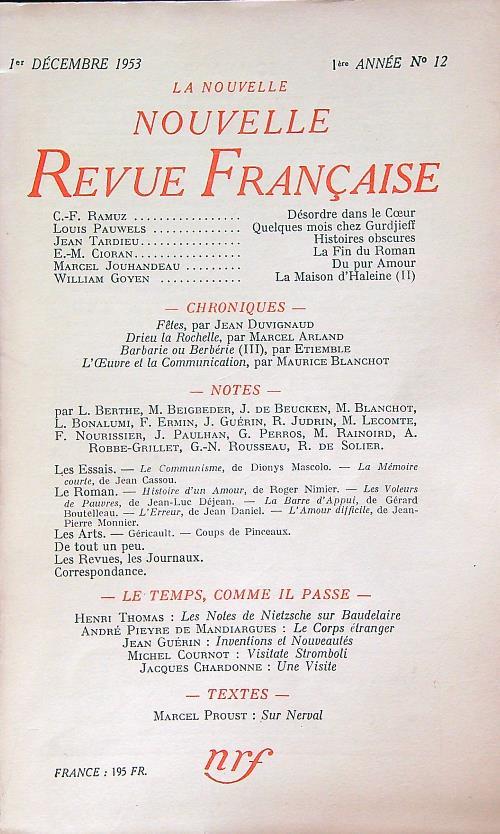 1er DÉCEMBRE 1953 1ère ANNÉE No 12
LA NOUVELLE
NOUVELLE
REVUE FRANÇAISE
C.-F. RAMUZ ................. Désordre dans le Cœur
LOUIS PAUWELS ............. Quelques mois chez Gurdjieff
JEAN TARDIEU............... Histoires obscures
E.-M. CIORAN................. La Fin du Roman
MARCEL JOUHANDEAU ......... Du pur Amour
WILLIAM GOYEN ............. La Maison d'Haleine (II)
— CHRONIQUES —
Fêtes, par JEAN DUVIGNAUD
Drieu la Rochelle, par MARCEL ARLAND
Barbarie ou Berbérie (III), par ETIEMBLE
L'Œuvre et la Communication, par MAURICE BLANCHOT
— NOTES —
par L. BERTHE, M. BEIGBEDER, J. DE BEUCKEN, M. BLANCHOT,
L. BONALUMI, F. ERMIN, J. GUÉRIN, R. JUDRIN, M. LECOMTE,
F. NOURISSIER, J. PAULHAN, G. PERROS, M. RAINOIRD, A.
ROBBE-GRILLET, G.-N. ROUSSEAU, R. DE SOLIER.
Les Essais. — Le Communisme, de Dionys Mascolo. — La Mémoire
courte, de Jean Cassou.
Le Roman. — Histoire d'un Amour, de Roger Nimier. — Les Voleurs
de Pauvres, de Jean-Luc Déjean. — La Barre d'Appui, de Gérard
Boutelleau. — L'Erreur, de Jean Daniel. — L'Amour difficile, de Jean-
Pierre Monnier.
Les Arts. — Géricault. — Coups de Pinceaux.
De tout un peu.
Les Revues, les Journaux.
Correspondance.
— LE TEMPS, COMME IL PASSE —
HENRI THOMAS : Les Notes de Nietzsche sur Baudelaire
ANDRÉ PIEYRE DE MANDIARGUES : Le Corps étranger
JEAN GUÉRIN : Inventions et Nouveautés
MICHEL COURNOT : Visitate Stromboli
JACQUES CHARDONNE : Une Visite
— TEXTES —
MARCEL PROUST : Sur Nerval
nrf
FRANCE : 195 FR.